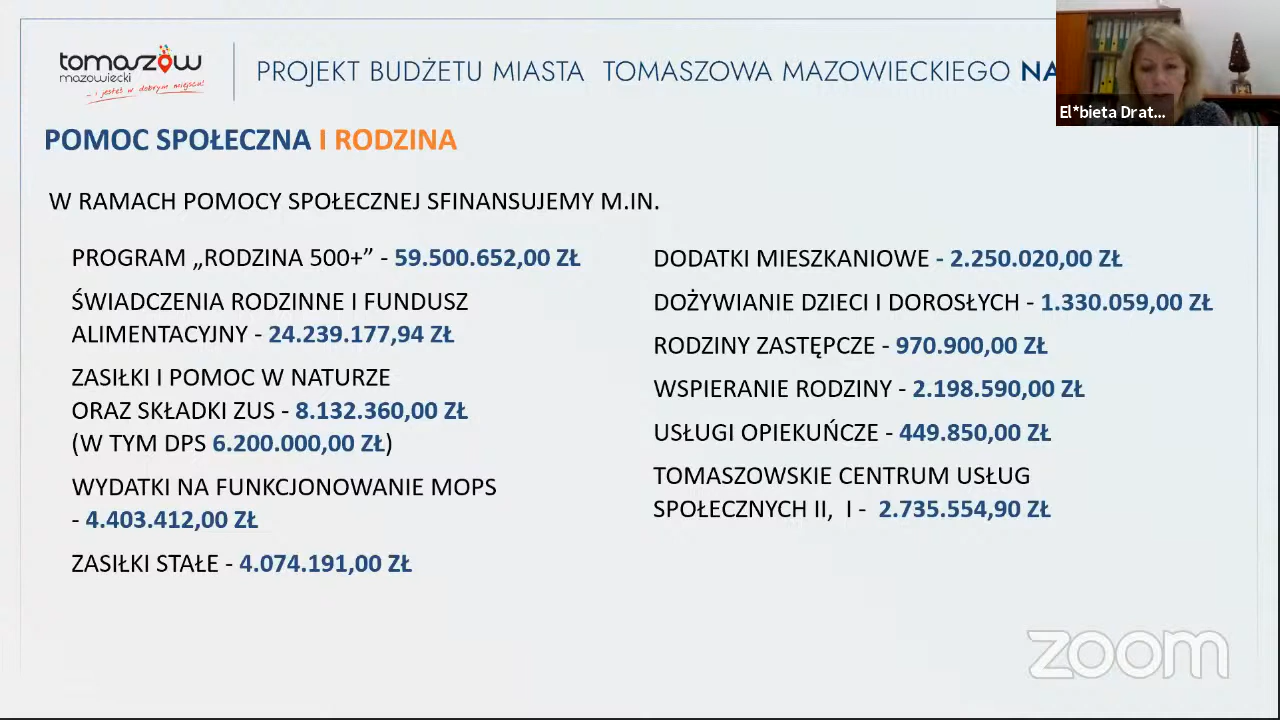 tomaszów
mazowiecki
- i jesteś w dobrym miejscu!
PROJEKT BUDŻETU MIASTA TOMASZOWA MAZOWIECKIEGO NA
El*bieta Drat...
POMOC SPOŁECZNA I RODZINA
W RAMACH POMOCY SPOŁECZNEJ SFINANSUJEMY M.IN.
PROGRAM „RODZINA 500+” - 59.500.652,00 ZŁ
ŚWIADCZENIA RODZINNE I FUNDUSZ
ALIMENTACYJNY - 24.239.177,94 ZŁ
ZASIŁKI I POMOC W NATURZE
ORAZ SKŁADKI ZUS - 8.132.360,00 ZŁ
(W TYM DPS 6.200.000,00 ZŁ)
WYDATKI NA FUNKCJONOWANIE MOPS
- 4.403.412,00 ZŁ
ZASIŁKI STAŁE - 4.074.191,00 ZŁ
DODATKI MIESZKANIOWE - 2.250.020,00 ZŁ
DOŻYWIANIE DZIECI I DOROSŁYCH - 1.330.059,00 ZŁ
RODZINY ZASTĘPCZE - 970.900,00 ZŁ
WSPIERANIE RODZINY - 2.198.590,00 ZŁ
USŁUGI OPIEKUŃCZE - 449.850,00 ZŁ
TOMASZOWSKIE CENTRUM USŁUG
SPOŁECZNYCH II, I - 2.735.554,90 ZŁ
zoom